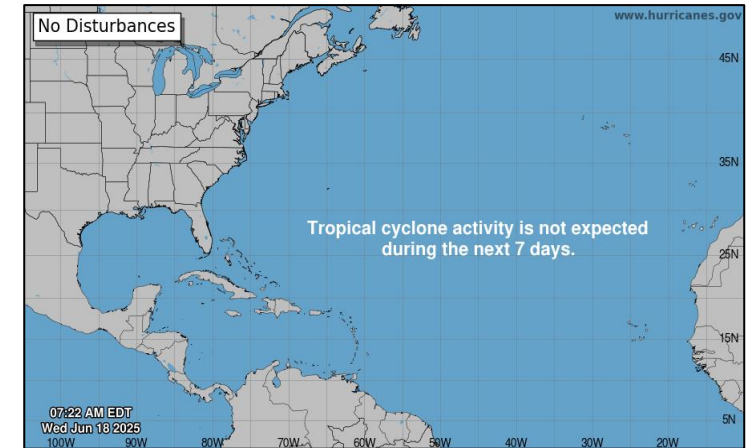 No Disturbances
www.hurricanes.gov
45N
35N
Tropical cyclone activity is not expected
during the next 7 days.
25N
15N
07:22 AM EDT
Wed Jun 18 2025
5N
100W 90W 80W 70W 60W 50W 40W 30W 20W